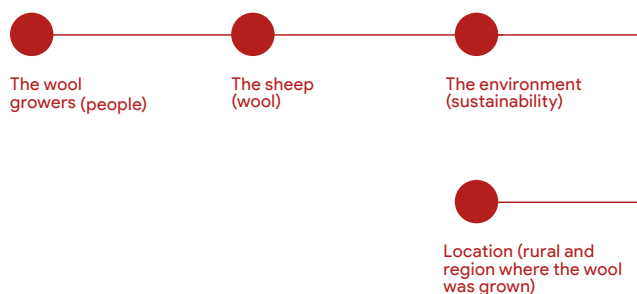 The wool
growers (people)
The sheep
(wool)
The environment
(sustainability)
Location (rural and
region where the wool
was grown)